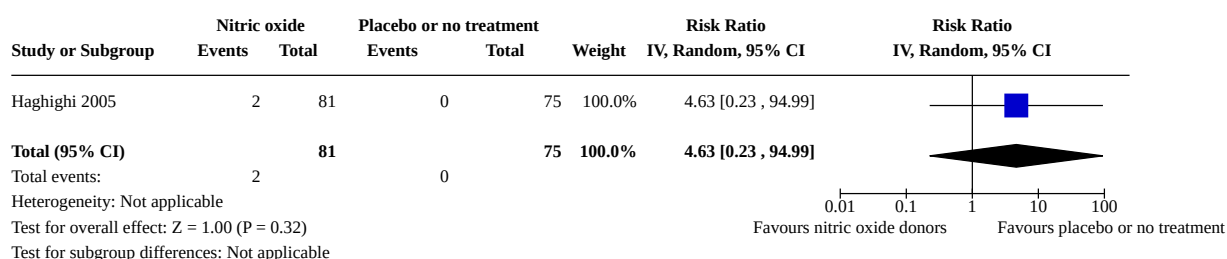 Nitric oxide Placebo or no treatment Risk Ratio Risk Ratio
Study or Subgroup Events Total Events Total Weight IV, Random, 95% CI IV, Random, 95% CI
Haghighi 2005 2 81 0 75 100.0% 4.63 [0.23 , 94.99]
Total (95% CI) 81 75 100.0% 4.63 [0.23 , 94.99]
Total events: 2 0
Heterogeneity: Not applicable 0.01 0.1 1 10 100
Test for overall effect: Z = 1.00 (P = 0.32) Favours nitric oxide donors Favours placebo or no treatment
Test for subgroup differences: Not applicable